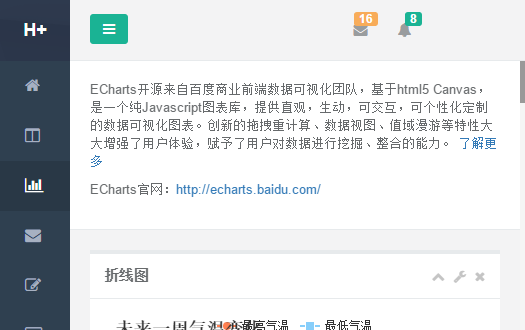 H+
16
8
ECharts开源来自百度商业前端数据可视化团队，基于html5 Canvas，
是一个纯Javascript图表库，提供直观，生动，可交互，可个性化定制
的数据可视化图表。创新的拖拽重计算、数据视图、值域漫游等特性大
大增强了用户体验，赋予了用户对数据进行挖掘、整合的能力。 了解更
多
ECharts官网：http://echarts.baidu.com/
折线图
未来一周气温变化 最高气温 最低气温